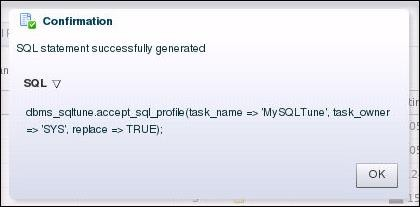 Confirmation
SQL statement successfully generated
SQL ▽
dbms_sqltune.accept_sql_profile(task_name => 'MySQLTune', task_owner
=> 'SYS', replace => TRUE);
OK